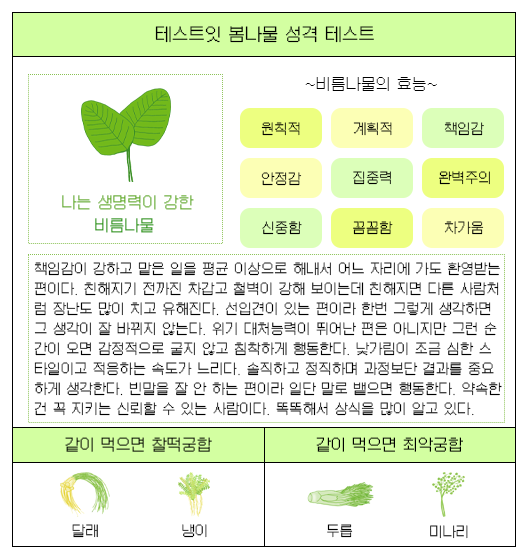 테스트잇 봄나물 성격 테스트
나는 생명력이 강한
비름나물
~비름나물의 효능~
원칙적
계획적
책임감
안정감
집중력
완벽주의
신중함
꼼꼼함
차가움
책임감이 강하고 맡은 일을 평균 이상으로 해내서 어느 자리에 가도 환영받는
편이다. 친해지기 전까진 차갑고 철벽이 강해 보이는데 친해지면 다른 사람처
럼 장난도 많이 치고 유해진다. 선입견이 있는 편이라 한번 그렇게 생각하면
그 생각이 잘 바뀌지 않는다. 위기 대처능력이 뛰어난 편은 아니지만 그런 순
간이 오면 감정적으로 굴지 않고 침착하게 행동한다. 낯가림이 조금 심한 스
타일이고 적응하는 속도가 느리다. 솔직하고 정직하며 과정보단 결과를 중요
하게 생각한다. 빈말을 잘 안 하는 편이라 일단 말로 뱉으면 행동한다. 약속한
건 꼭 지키는 신뢰할 수 있는 사람이다. 똑똑해서 상식을 많이 알고 있다.
같이 먹으면 찰떡궁합
같이 먹으면 최악궁합
달래
냉이
두릅
미나리